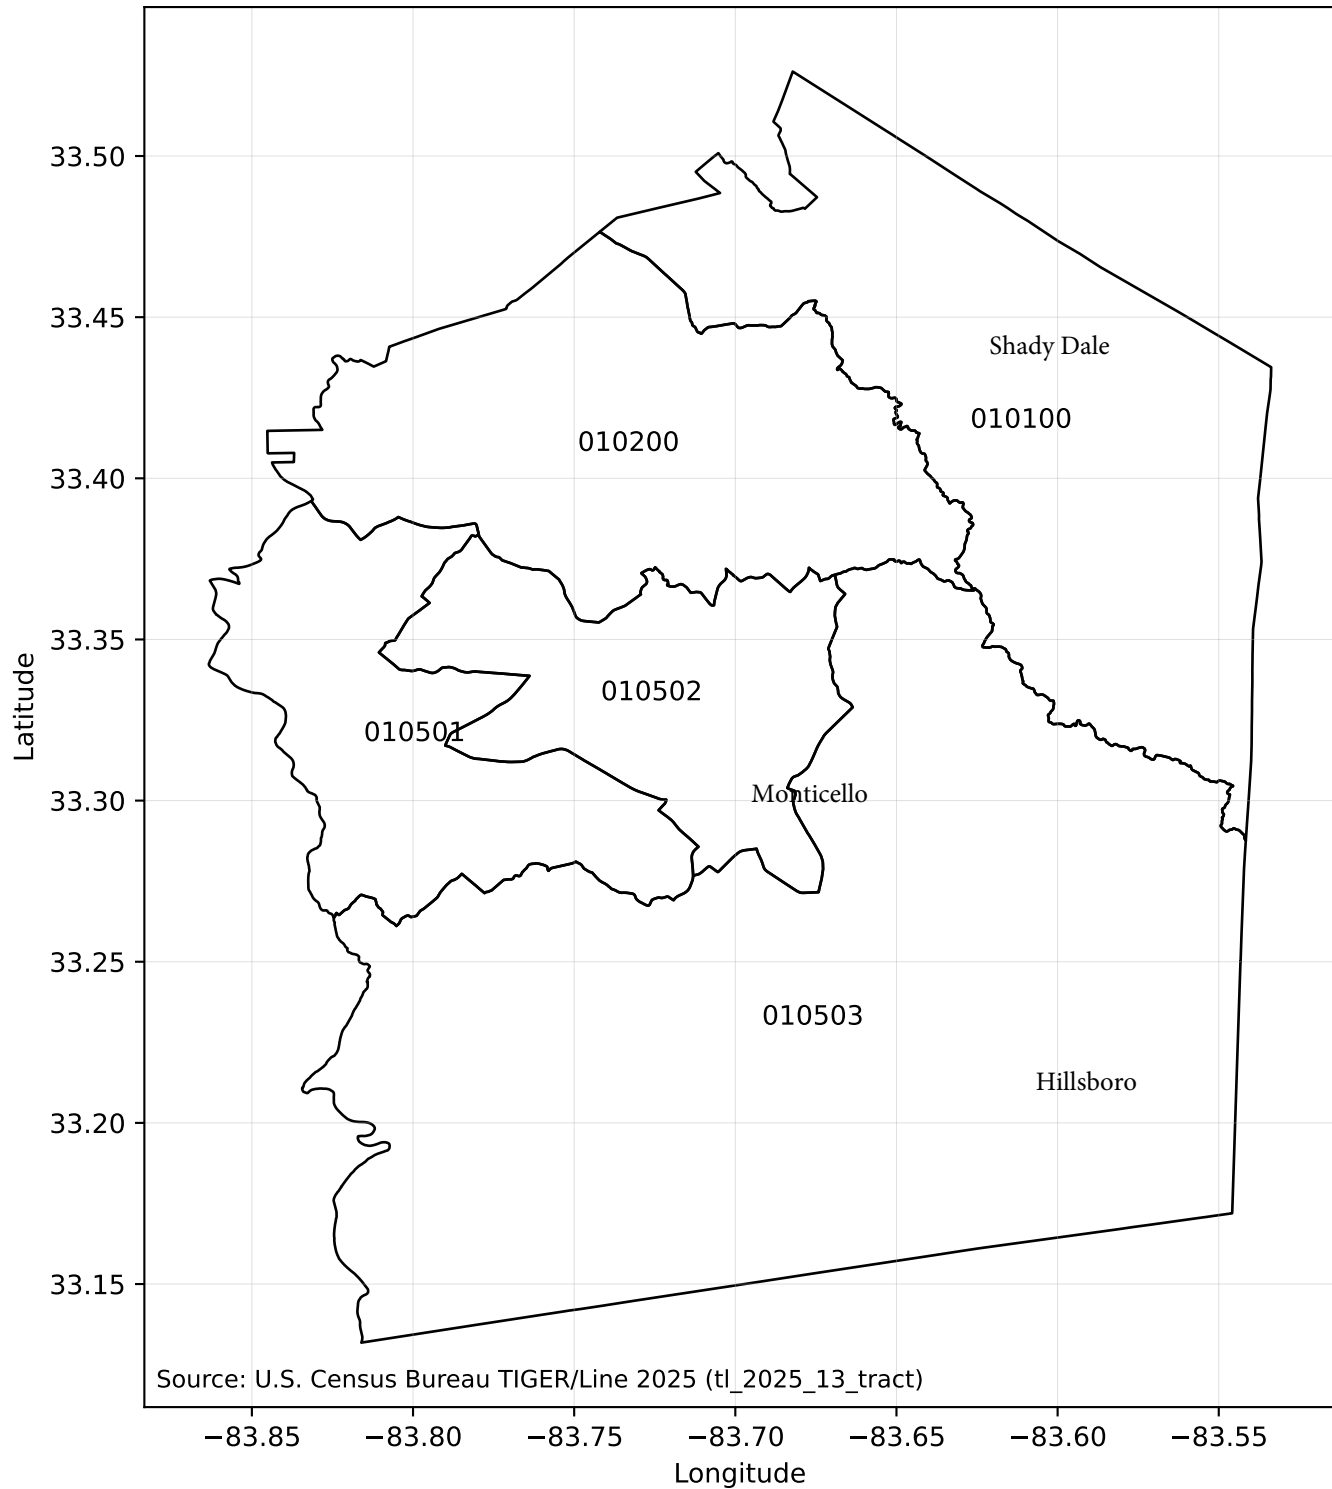 33.50
33.45
Shady Dale
010100
010200
33.40
33.35
010502
010501
Latitude
33.30
Monticello
33.25
010503
Hillsboro
33.20
33.15
Source: U.S. Census Bureau TIGER/Line 2025 (tl_2025_13_tract)
−83.85 −83.80 −83.75 −83.70 −83.65 −83.60 −83.55
Longitude